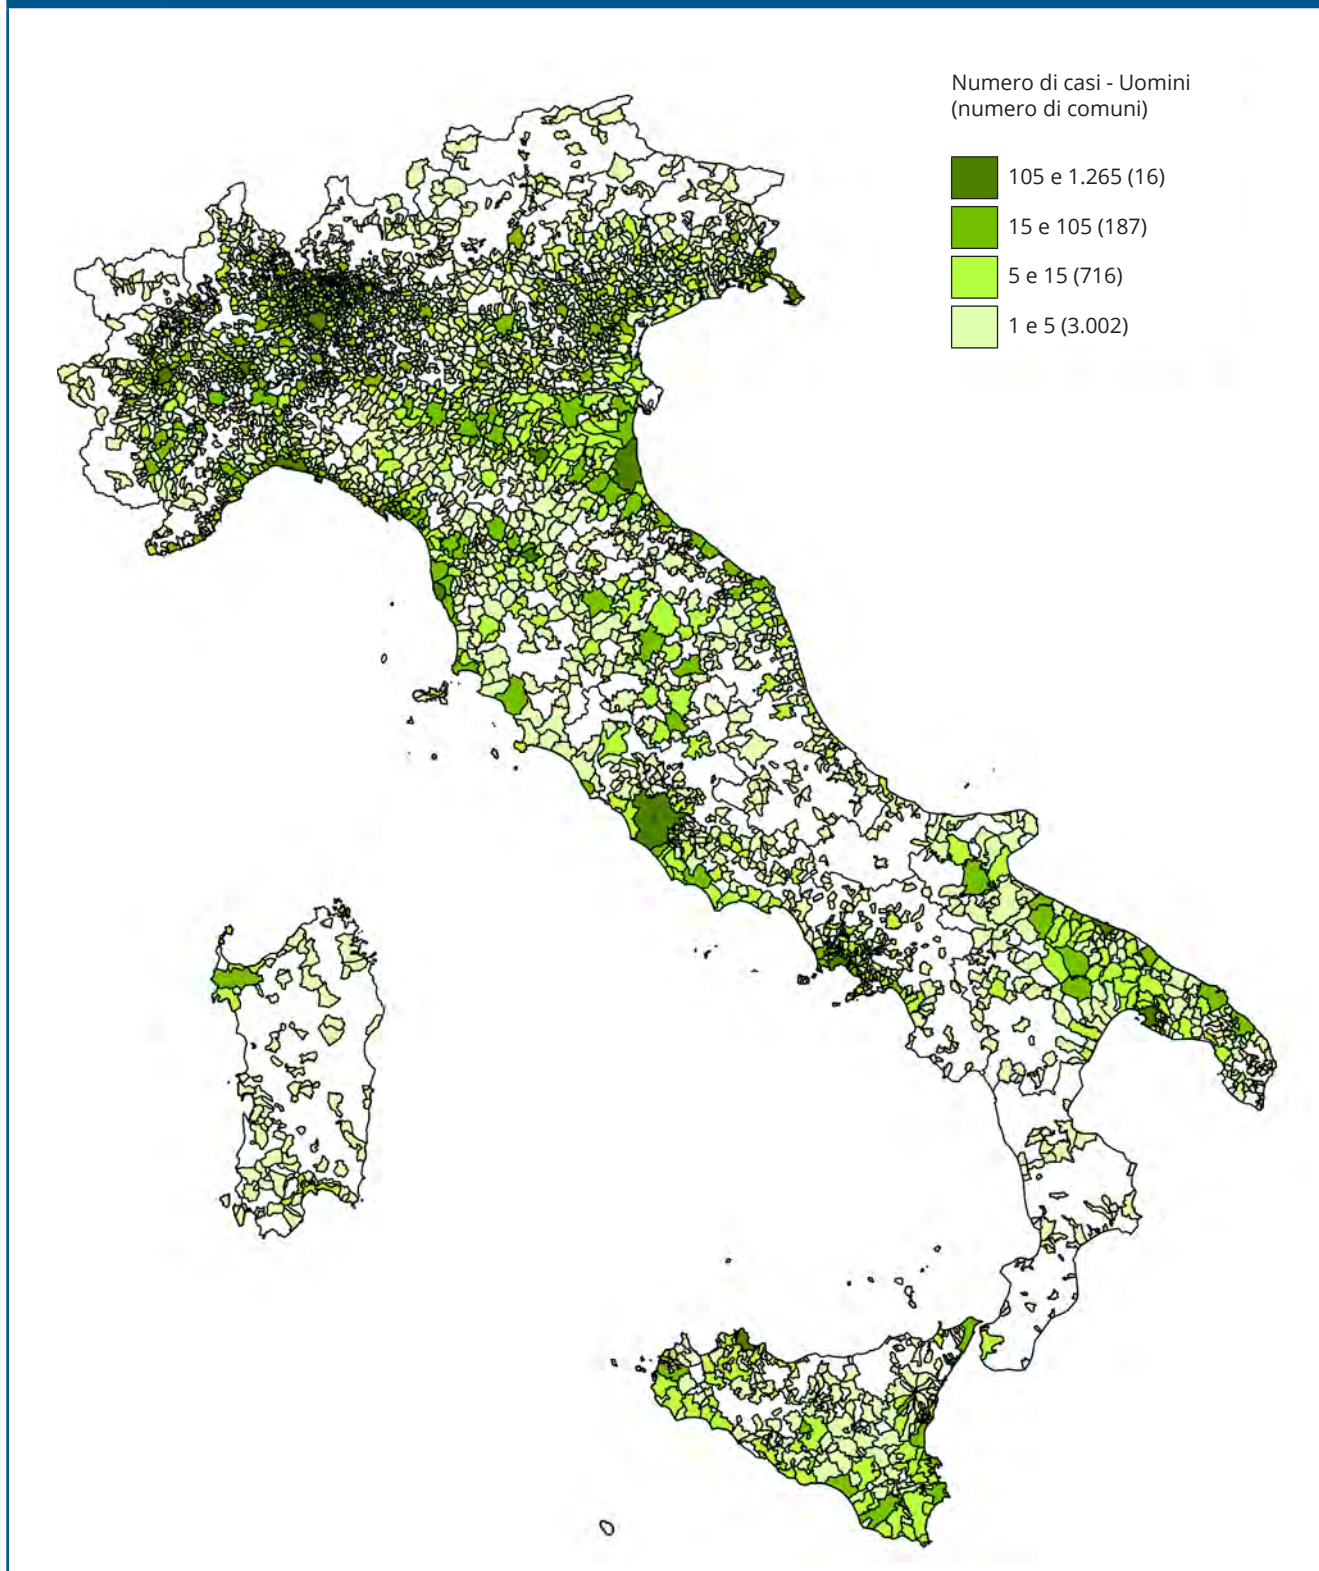 Numero di casi - Uomini
(numero di comuni)
105 e 1.265 (16)
15 e 105 (187)
5 e 15 (716)
1 e 5 (3.002)